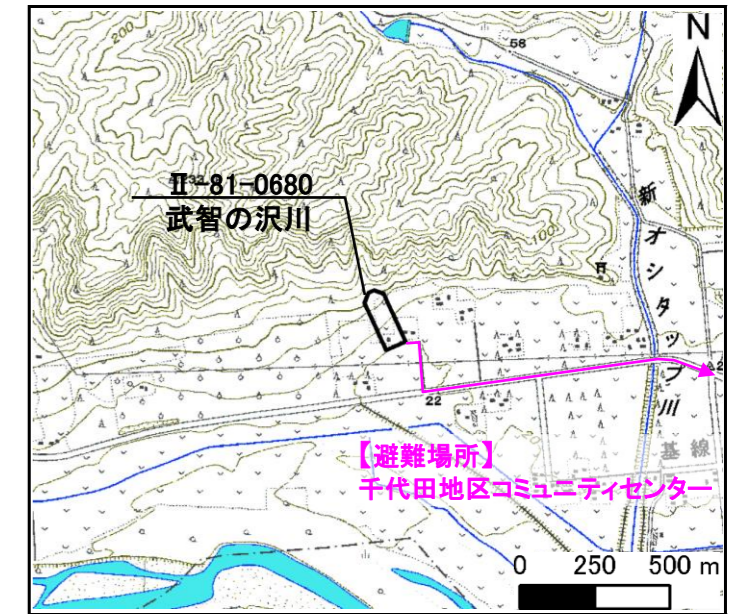 200
58
N
Ⅱ-81-0680
武智の沢川
100
新オシタップ川
22
基線
【避難場所】
千代田地区コミュニティセンター
0 250 500 m